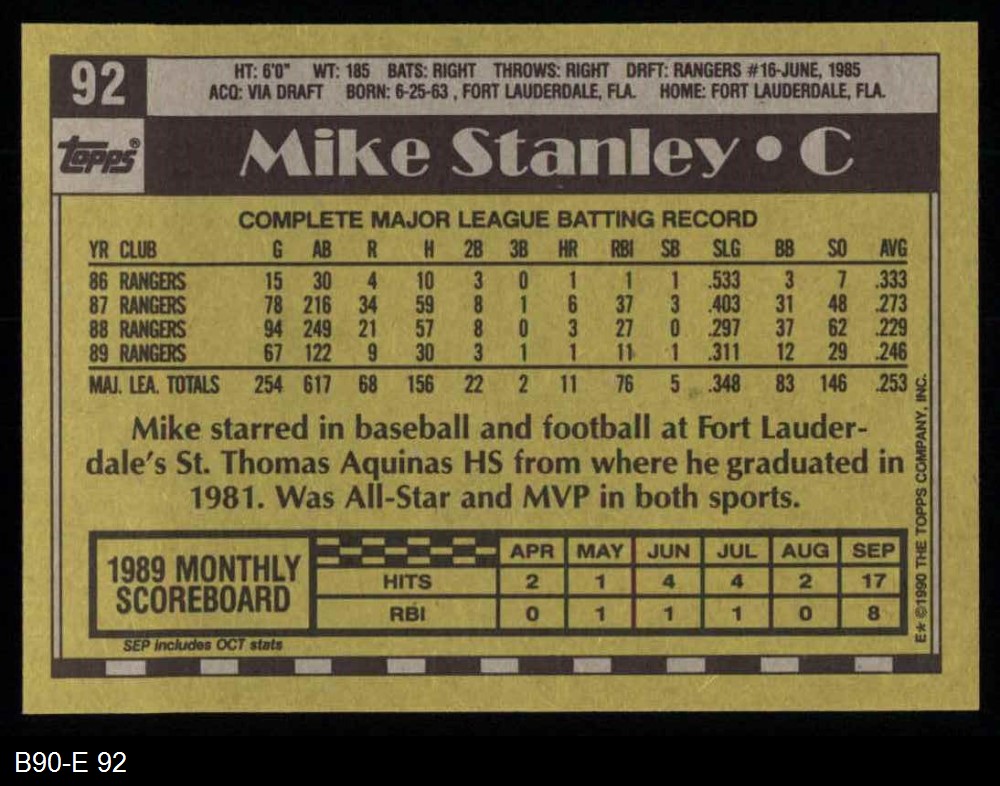 92
HT: 6'0" WT: 185 BATS: RIGHT THROWS: RIGHT DRFT: RANGERS #16-JUNE, 1985
ACQ: VIA DRAFT BORN: 6-25-63 , FORT LAUDERDALE, FLA. HOME: FORT LAUDERDALE, FLA.
topps®
Mike Stanley • C
COMPLETE MAJOR LEAGUE BATTING RECORD
YR CLUB G AB R H 2B 3B HR RBI SB SLG BB SO AVG
86 RANGERS 15 30 4 10 3 0 1 1 1 .533 3 7 .333
87 RANGERS 78 216 34 59 8 1 6 37 3 .403 31 48 .273
88 RANGERS 94 249 21 57 8 0 3 27 0 .297 37 62 .229
89 RANGERS 67 122 9 30 3 1 1 11 1 .311 12 29 .246
MAJ. LEA. TOTALS 254 617 68 156 22 2 11 76 5 .348 83 146 .253
Mike starred in baseball and football at Fort Lauder-
dale's St. Thomas Aquinas HS from where he graduated in
1981. Was All-Star and MVP in both sports.
1989 MONTHLY
SCOREBOARD
APR MAY JUN JUL AUG SEP
HITS 2 1 4 4 2 17
RBI 0 1 1 1 0 8
SEP includes OCT stats
E* ©1990 THE TOPPS COMPANY, INC.
B90-E 92